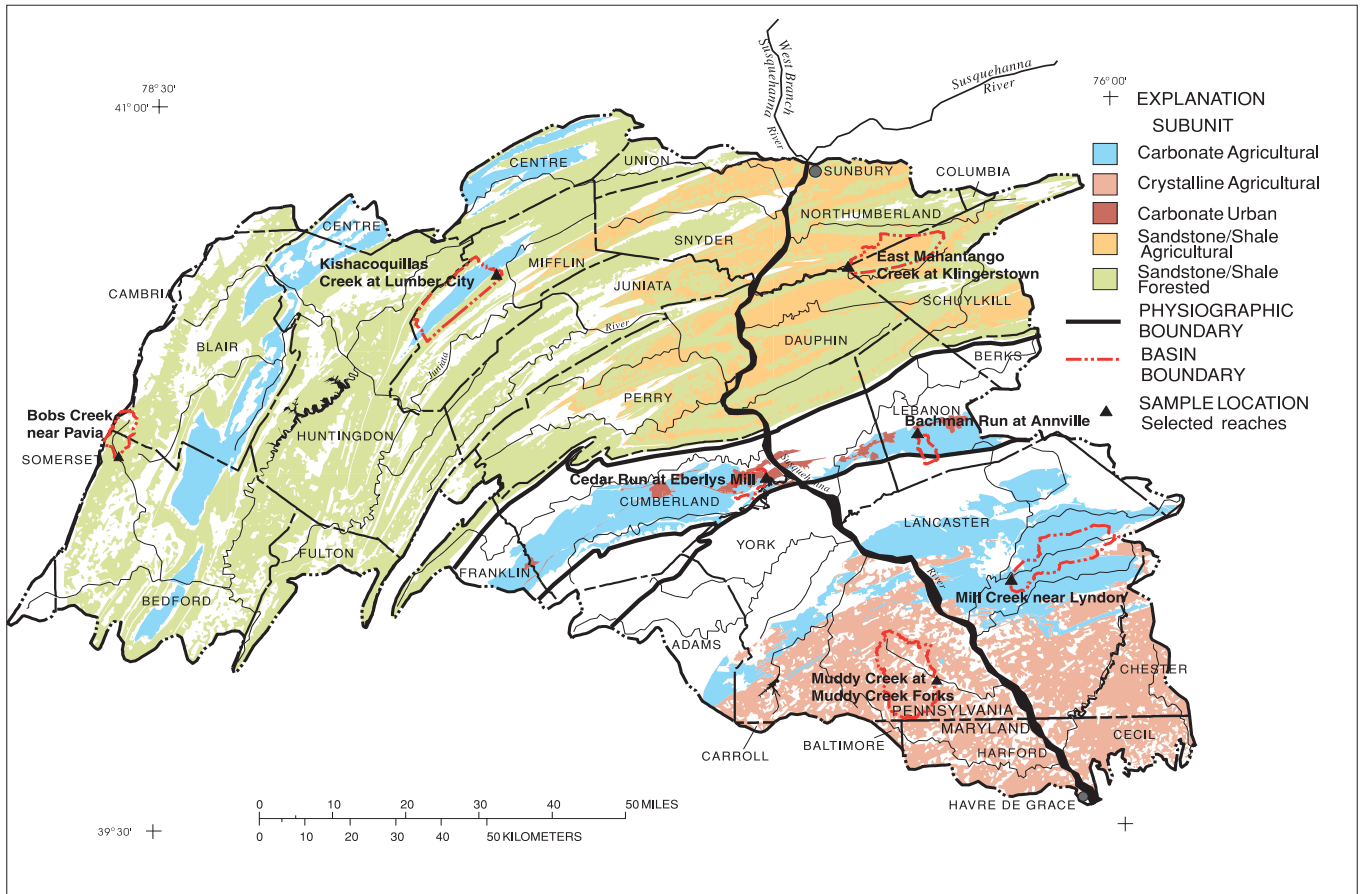 78°30'
41°00'
West Branch
Susquehanna
River
Susquehanna
River
76°00'
EXPLANATION
SUBUNIT
Carbonate Agricultural
Crystalline Agricultural
Carbonate Urban
Sandstone/Shale
Agricultural
Sandstone/Shale
Forested
PHYSIOGRAPHIC
BOUNDARY
BASIN
BOUNDARY
SAMPLE LOCATION
Selected reaches
CENTRE
UNION
SUNBURY
COLUMBIA
CENTRE
NORTHUMBERLAND
SNYDER
Kishacoquillas
Creek at Lumber City
MIFFLIN
East Mahantango
Creek at Klingerstown
CAMBRIA
JUNIATA
SCHUYLKILL
River
Juniata
BLAIR
DAUPHIN
BERKS
PERRY
LEBANON
Bobs Creek
near Pavia
Bachman Run at Annville
HUNTINGDON
SOMERSET
Cedar Run at Eberlys Mill
Susquehanna
CUMBERLAND
LANCASTER
YORK
FULTON
FRANKLIN
River
Mill Creek near Lyndon
BEDFORD
ADAMS
CHESTER
Muddy Creek at
Muddy Creek Forks
PENNSYLVANIA
MARYLAND
CECIL
BALTIMORE
HARFORD
CARROLL
HAVRE DE GRACE
0 10 20 30 40 50 MILES
0 10 20 30 40 50 KILOMETERS
39°30'